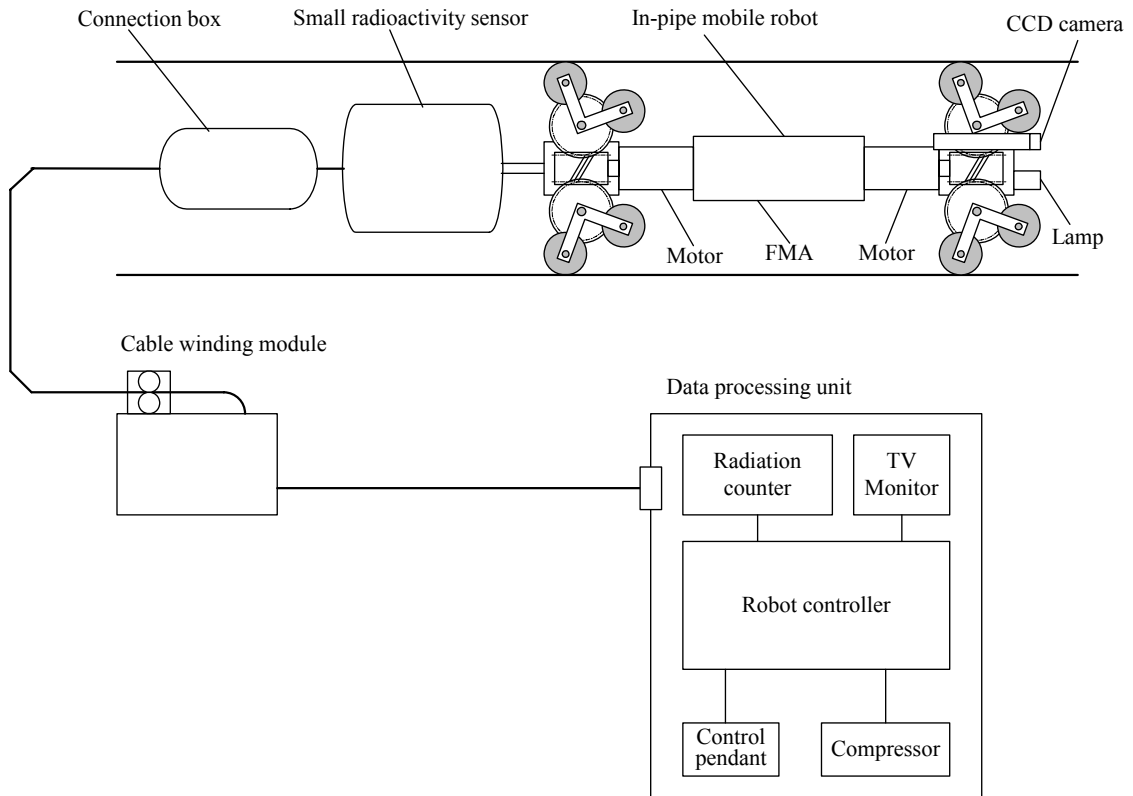 Connection box
Small radioactivity sensor
In-pipe mobile robot
CCD camera
Motor
FMA
Motor
Lamp
Cable winding module
Data processing unit
Radiation
counter
TV
Monitor
Robot controller
Control
pendant
Compressor